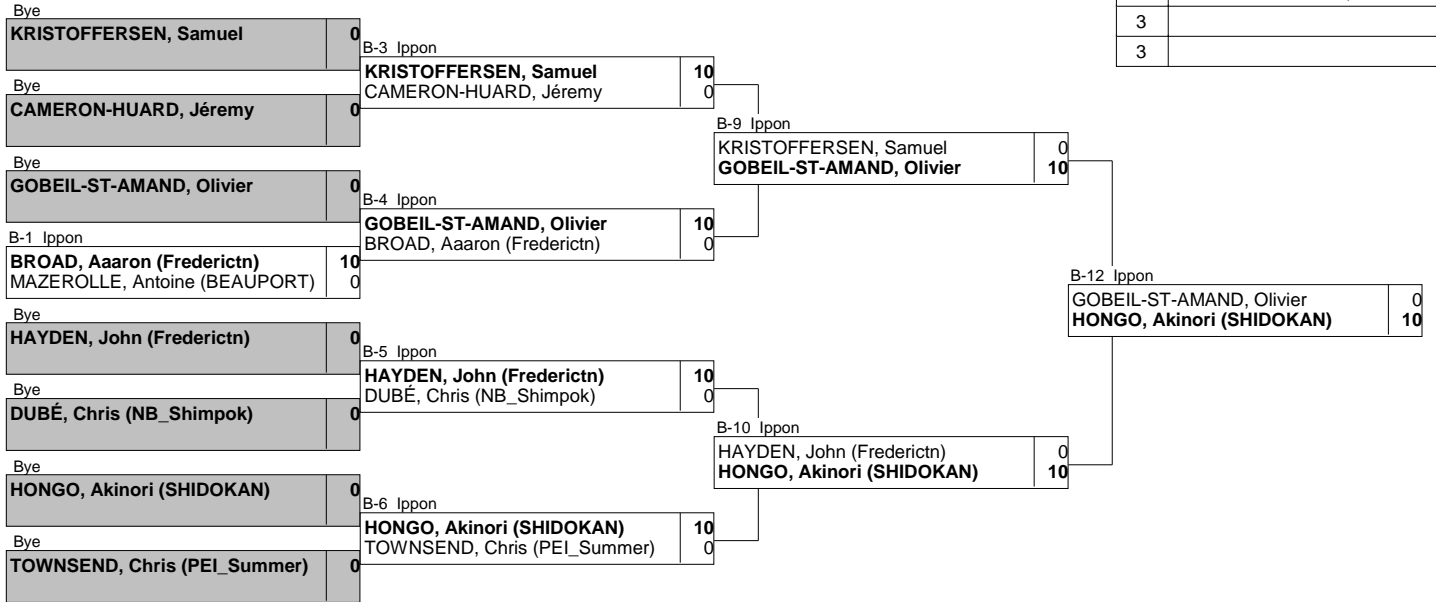 Bye
KRISTOFFERSEN, Samuel 0
Bye
CAMERON-HUARD, Jéremy 0
Bye
GOBEIL-ST-AMAND, Olivier 0
B-1 Ippon
BROAD, Aaaron (Frederictn) 10
MAZEROLLE, Antoine (BEAUPORT) 0
Bye
HAYDEN, John (Frederictn) 0
Bye
DUBÉ, Chris (NB_Shimpok) 0
Bye
HONGO, Akinori (SHIDOKAN) 0
Bye
TOWNSEND, Chris (PEI_Summer) 0
B-3 Ippon
KRISTOFFERSEN, Samuel 10
CAMERON-HUARD, Jéremy 0
B-4 Ippon
GOBEIL-ST-AMAND, Olivier 10
BROAD, Aaaron (Frederictn) 0
B-5 Ippon
HAYDEN, John (Frederictn) 10
DUBÉ, Chris (NB_Shimpok) 0
B-6 Ippon
HONGO, Akinori (SHIDOKAN) 10
TOWNSEND, Chris (PEI_Summer) 0
B-9 Ippon
KRISTOFFERSEN, Samuel 0
GOBEIL-ST-AMAND, Olivier 10
B-10 Ippon
HAYDEN, John (Frederictn) 0
HONGO, Akinori (SHIDOKAN) 10
B-12 Ippon
GOBEIL-ST-AMAND, Olivier 0
HONGO, Akinori (SHIDOKAN) 10
3
3